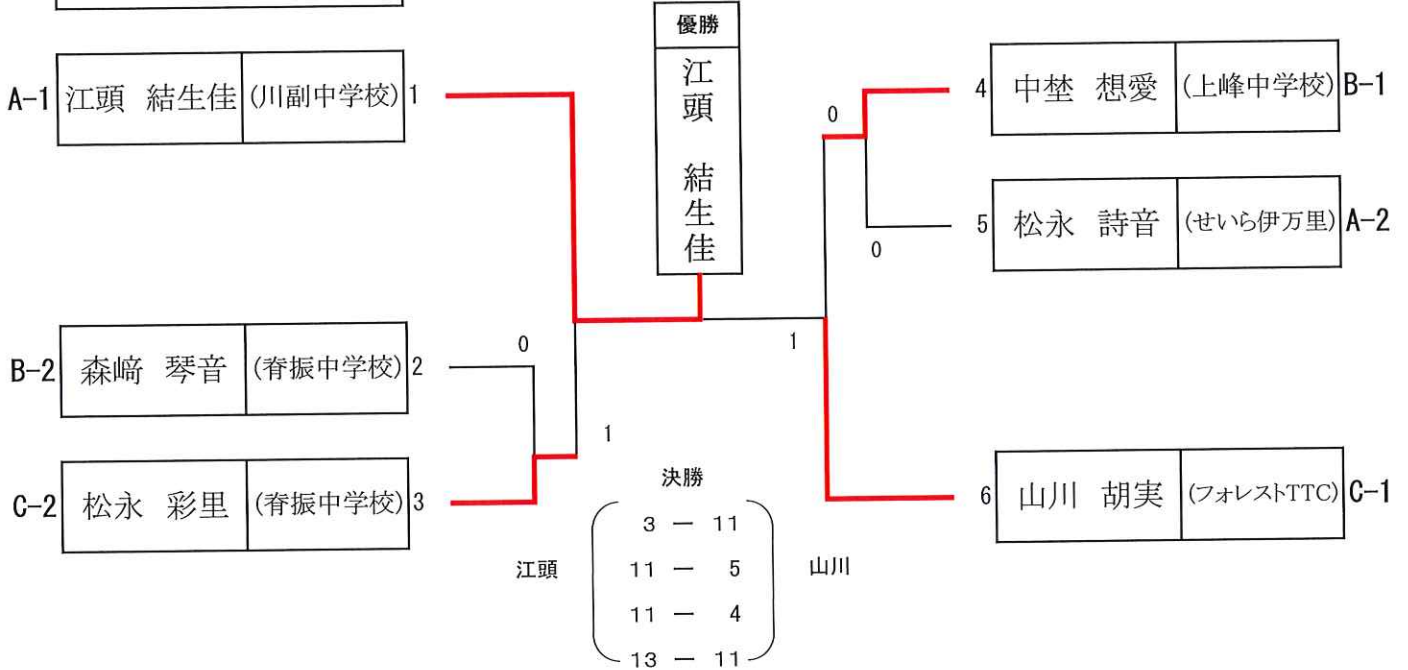 優勝
江頭 結生佳
A-1 江頭 結生佳 (川副中学校) 1
B-2 森﨑 琴音 (脊振中学校) 2
C-2 松永 彩里 (脊振中学校) 3
4 中埜 想愛 (上峰中学校) B-1
5 松永 詩音 (せいら伊万里) A-2
6 山川 胡実 (フォレストTTC) C-1
0
0
0
1
1
決勝
江頭
山川
3 ― 11
11 ― 5
11 ― 4
13 ― 11